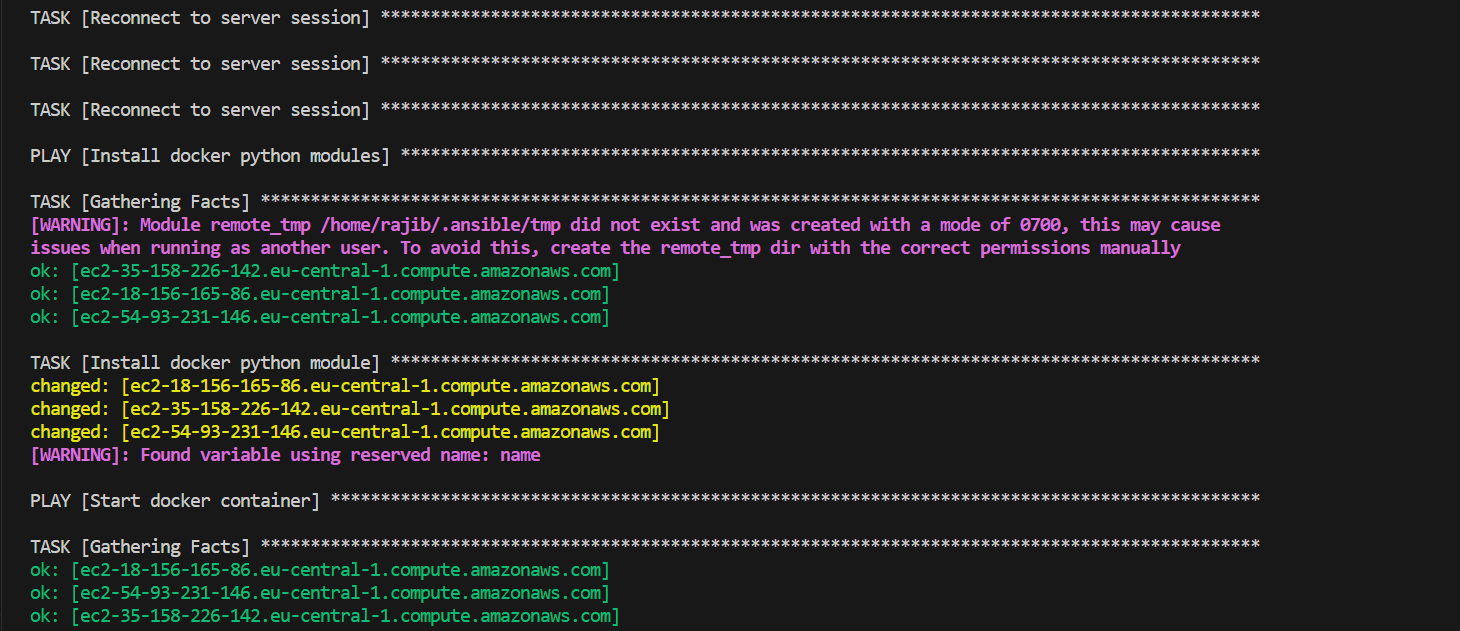 TASK [Reconnect to server session] ****************************************************************************************
TASK [Reconnect to server session] ****************************************************************************************
TASK [Reconnect to server session] ****************************************************************************************
PLAY [Install docker python modules] **************************************************************************************
TASK [Gathering Facts] ****************************************************************************************************
[WARNING]: Module remote_tmp /home/rajib/.ansible/tmp did not exist and was created with a mode of 0700, this may cause
issues when running as another user. To avoid this, create the remote_tmp dir with the correct permissions manually
ok: [ec2-35-158-226-142.eu-central-1.compute.amazonaws.com]
ok: [ec2-18-156-165-86.eu-central-1.compute.amazonaws.com]
ok: [ec2-54-93-231-146.eu-central-1.compute.amazonaws.com]
TASK [Install docker python module] ***************************************************************************************
changed: [ec2-18-156-165-86.eu-central-1.compute.amazonaws.com]
changed: [ec2-35-158-226-142.eu-central-1.compute.amazonaws.com]
changed: [ec2-54-93-231-146.eu-central-1.compute.amazonaws.com]
[WARNING]: Found variable using reserved name: name
PLAY [Start docker container] *********************************************************************************************
TASK [Gathering Facts] ****************************************************************************************************
ok: [ec2-18-156-165-86.eu-central-1.compute.amazonaws.com]
ok: [ec2-54-93-231-146.eu-central-1.compute.amazonaws.com]
ok: [ec2-35-158-226-142.eu-central-1.compute.amazonaws.com]